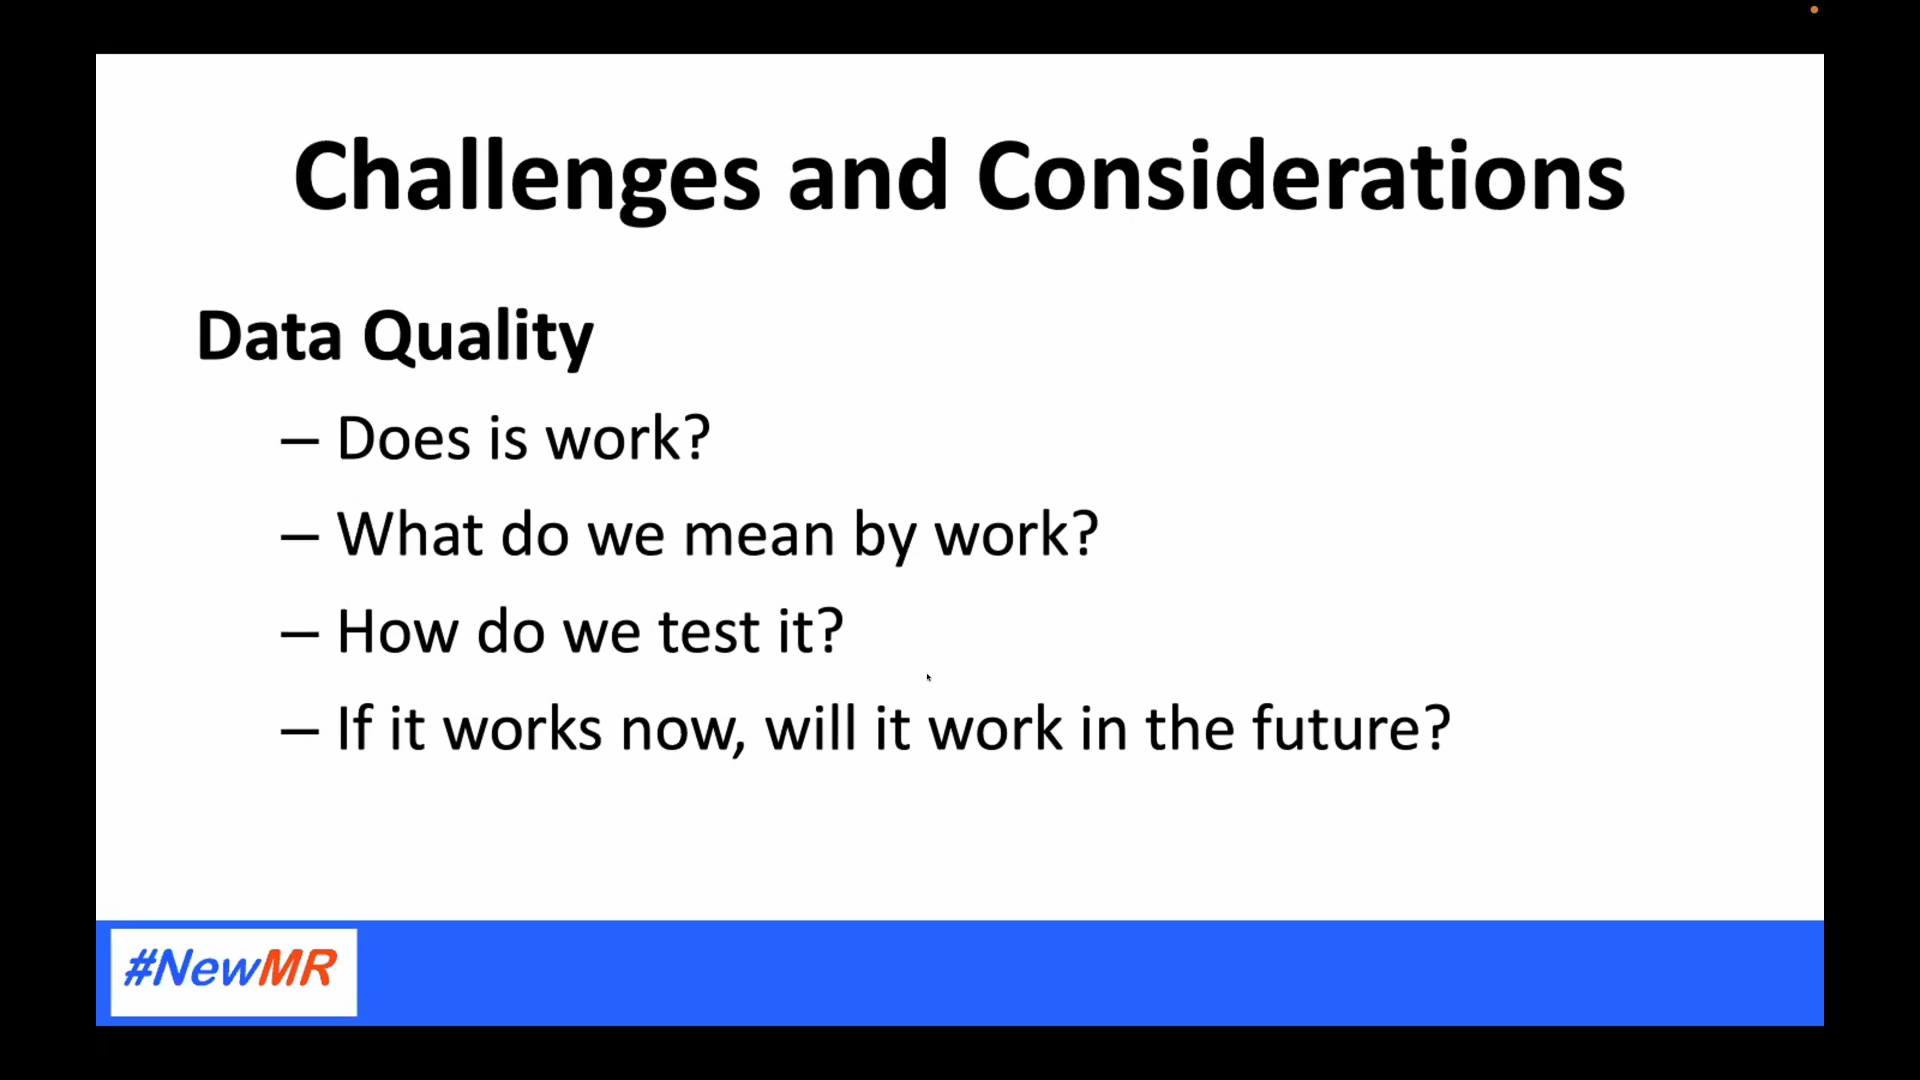 Challenges and Considerations
Data Quality
– Does is work?
– What do we mean by work?
– How do we test it?
– If it works now, will it work in the future?
#NewMR